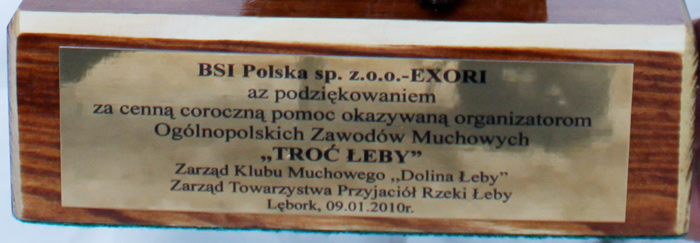 BSI Polska sp. z.o.o.-EXORI
az podziękowaniem
za cenną coroczną pomoc okazywaną organizatorom
Ogólnopolskich Zawodów Muchowych
„TROĆ ŁEBY”
Zarząd Klubu Muchowego ,,Dolina Łeby”
Zarząd Towarzystwa Przyjaciół Rzeki Łeby
Lębork, 09.01.2010r.